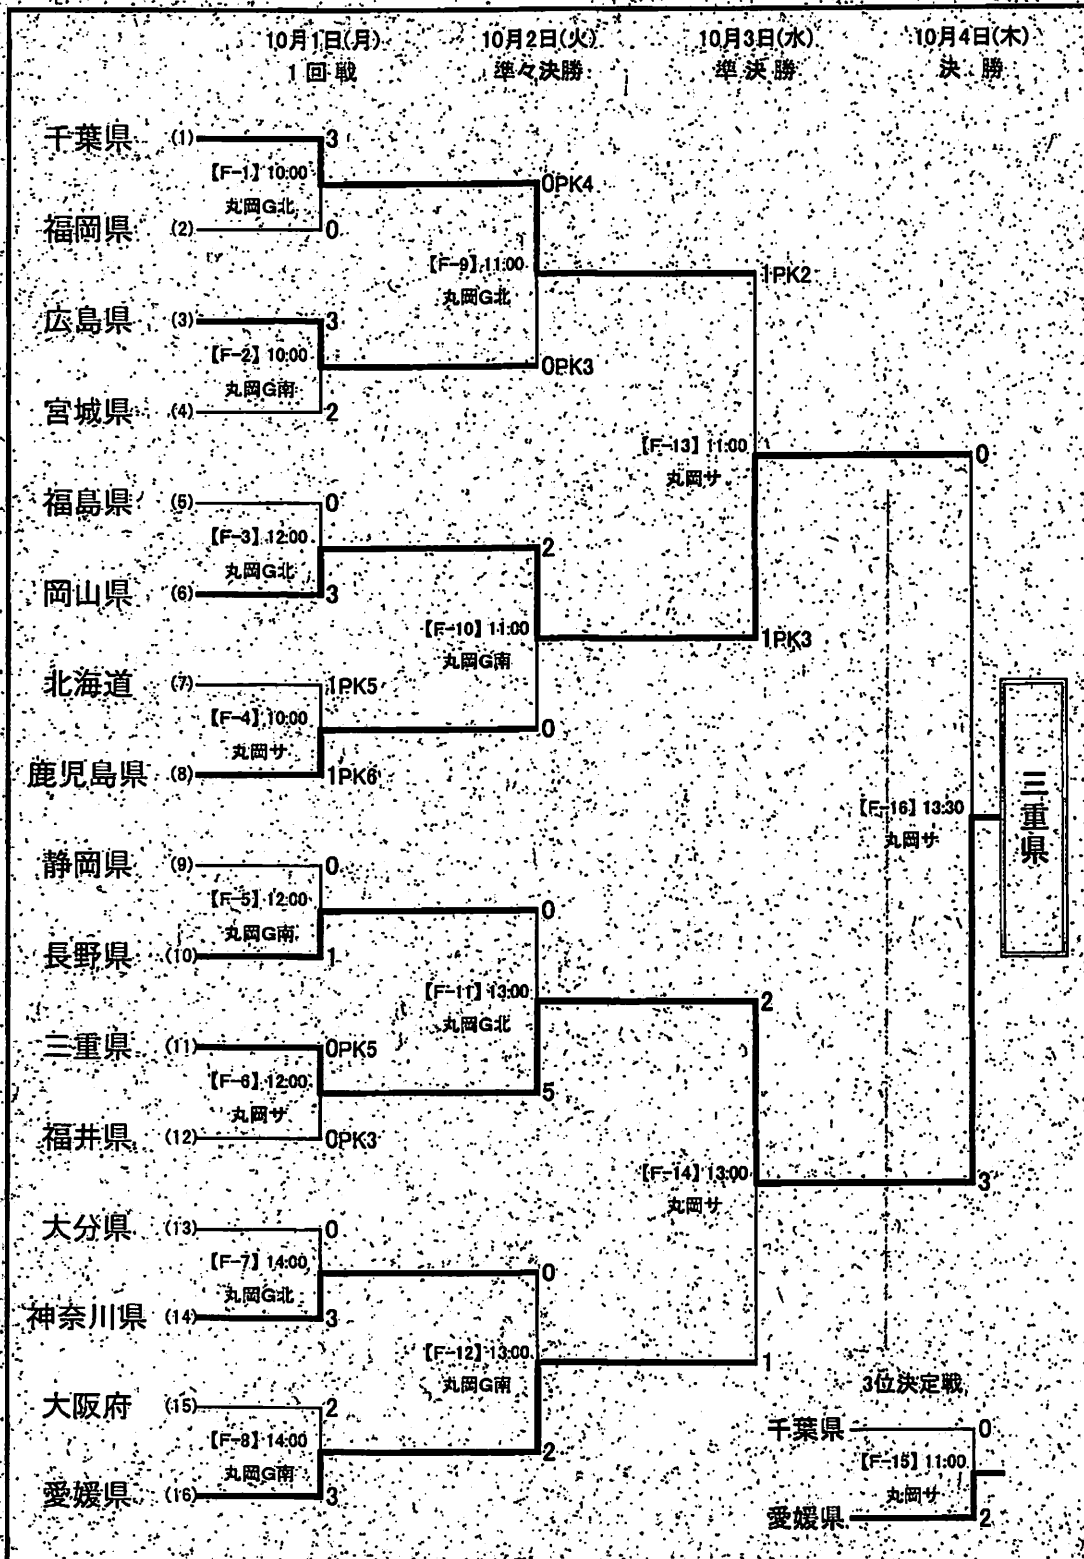 10月1日(月) 10月2日(火) 10月3日(水) 10月4日(木)
1回戦 準々決勝 準決勝 決勝
千葉県 (1) 3
【F-1】10:00
丸岡G北
0PK4
福岡県 (2) 0
【F-9】11:00
丸岡G北
1PK2
広島県 (3) 3
【F-2】10:00
丸岡G南
0PK3
宮城県 (4) 2
【F-13】11:00
丸岡サ
0
福島県 (5) 0
【F-3】12:00
丸岡G北
2
岡山県 (6) 3
【F-10】11:00
丸岡G南
1PK3
北海道 (7) 1PK5
【F-4】10:00
丸岡サ
0
鹿児島県 (8) 1PK6
【F-16】13:30
丸岡サ
三重県
静岡県 (9) 0
【F-5】12:00
丸岡G南
0
長野県 (10) 1
【F-11】13:00
丸岡G北
2
三重県 (11) 0PK5
【F-6】12:00
丸岡サ
5
福井県 (12) 0PK3
【F-14】13:00
丸岡サ
3
大分県 (13) 0
【F-7】14:00
丸岡G北
0
神奈川県 (14) 3
【F-12】13:00
丸岡G南
1
大阪府 (15) 2
【F-8】14:00
丸岡G南
2
愛媛県 (16) 3
3位決定戦
千葉県 0
【F-15】11:00
丸岡サ
愛媛県 2